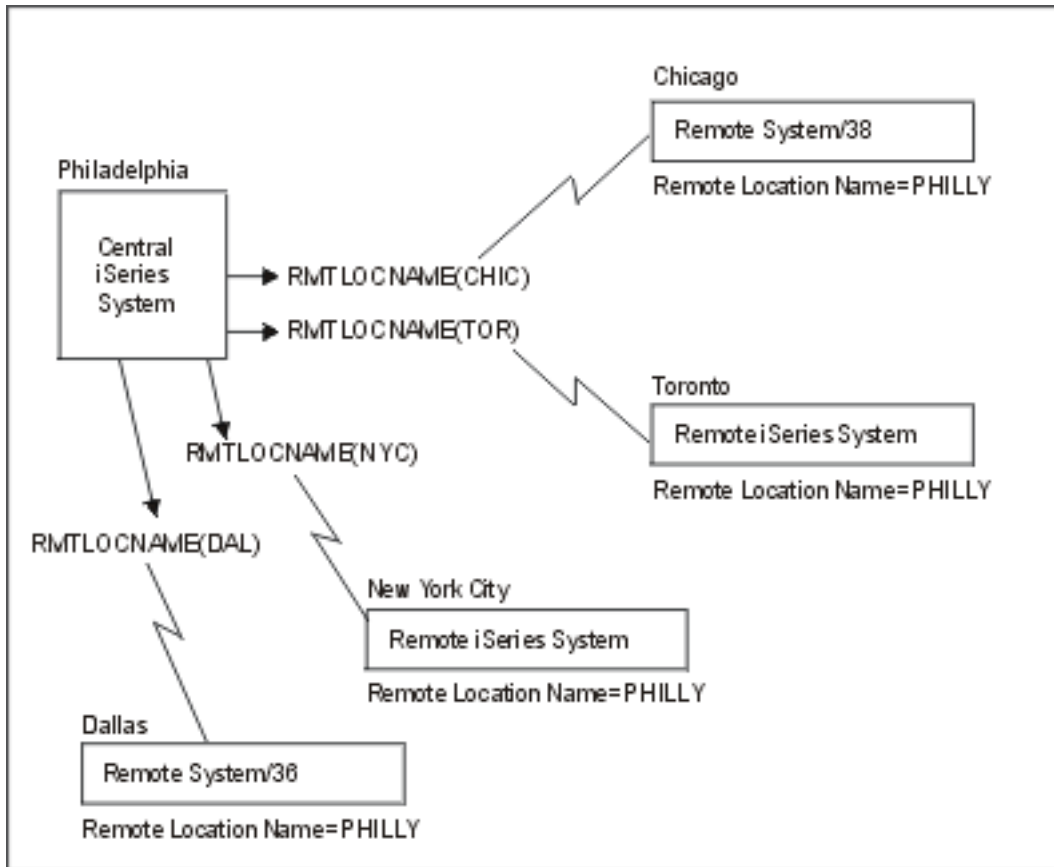 Chicago
Remote System/38
Remote Location Name=PHILLY
Philadelphia
Central
iSeries
System
RMTLOCNAME(CHIC)
RMTLOCNAME(TOR)
Toronto
Remote iSeries System
Remote Location Name=PHILLY
RMTLOCNAME(NYC)
RMTLOCNAME(DAL)
New York City
Remote iSeries System
Remote Location Name=PHILLY
Dallas
Remote System/36
Remote Location Name=PHILLY